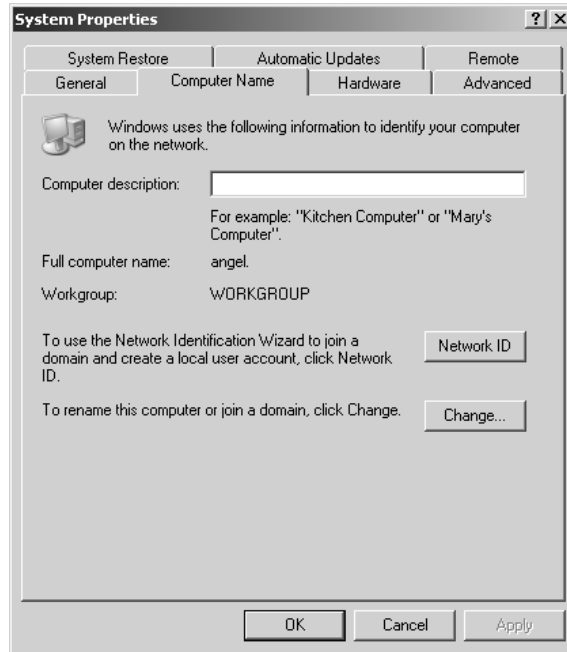 System Properties
? X
System Restore Automatic Updates Remote
General Computer Name Hardware Advanced
Windows uses the following information to identify your computer
on the network.
Computer description:
For example: "Kitchen Computer" or "Mary's
Computer".
Full computer name: angel.
Workgroup: WORKGROUP
To use the Network Identification Wizard to join a
domain and create a local user account, click Network
ID.
Network ID
To rename this computer or join a domain, click Change.
Change...
OK Cancel Apply